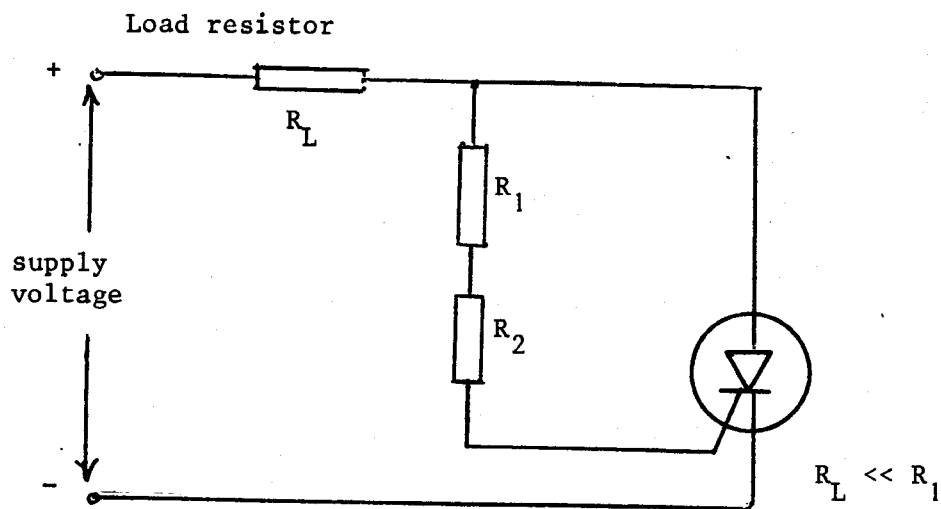 Load resistor
+
R_L
R_1
supply
voltage
R_2
-
R_L << R_1